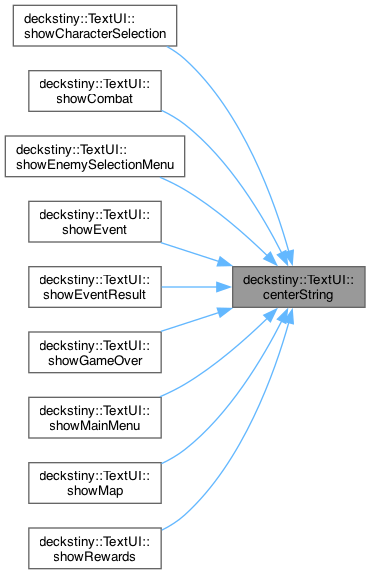 deckstiny::TextUI::
showCharacterSelection
deckstiny::TextUI::
showCombat
deckstiny::TextUI::
showEnemySelectionMenu
deckstiny::TextUI::
showEvent
deckstiny::TextUI::
showEventResult
deckstiny::TextUI::
showGameOver
deckstiny::TextUI::
showMainMenu
deckstiny::TextUI::
showMap
deckstiny::TextUI::
showRewards
deckstiny::TextUI::
centerString